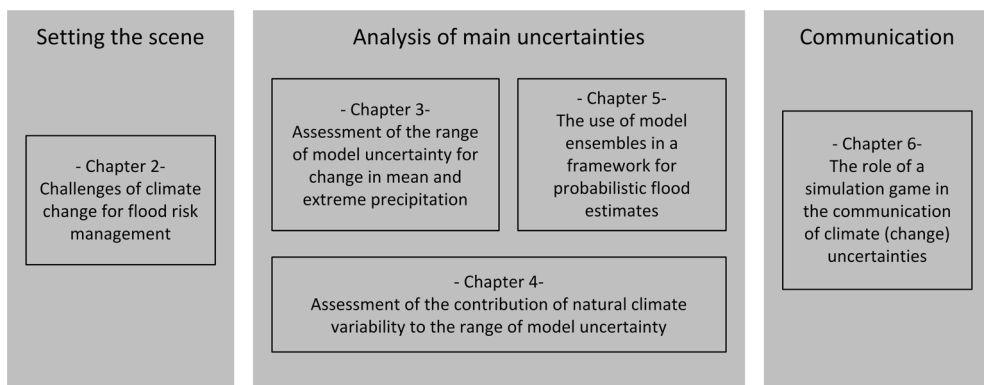 Setting the scene
- Chapter 2-
Challenges of climate
change for flood risk
management
Analysis of main uncertainties
- Chapter 3-
Assessment of the range
of model uncertainty for
change in mean and
extreme precipitation
- Chapter 5-
The use of model
ensembles in a
framework for
probabilistic flood
estimates
- Chapter 4-
Assessment of the contribution of natural climate
variability to the range of model uncertainty
Communication
- Chapter 6-
The role of a
simulation game in
the communication
of climate (change)
uncertainties